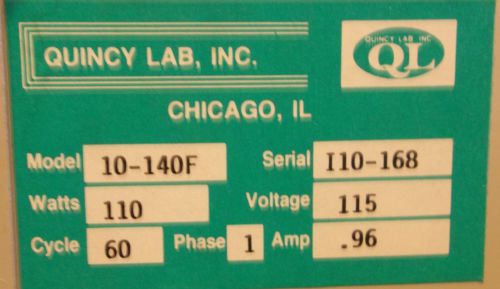 QUINCY LAB, INC.
QUINCY LAB INC
QL
CHICAGO, IL
Model 10-140F Serial I10-168
Watts 110 Voltage 115
Cycle 60 Phase 1 Amp .96